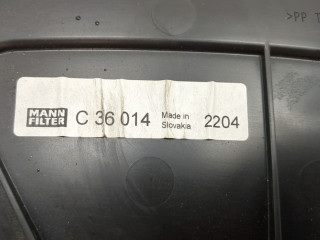 >PP T
MANN
FILTER
C 36 014
Made in
Slovakia
2204